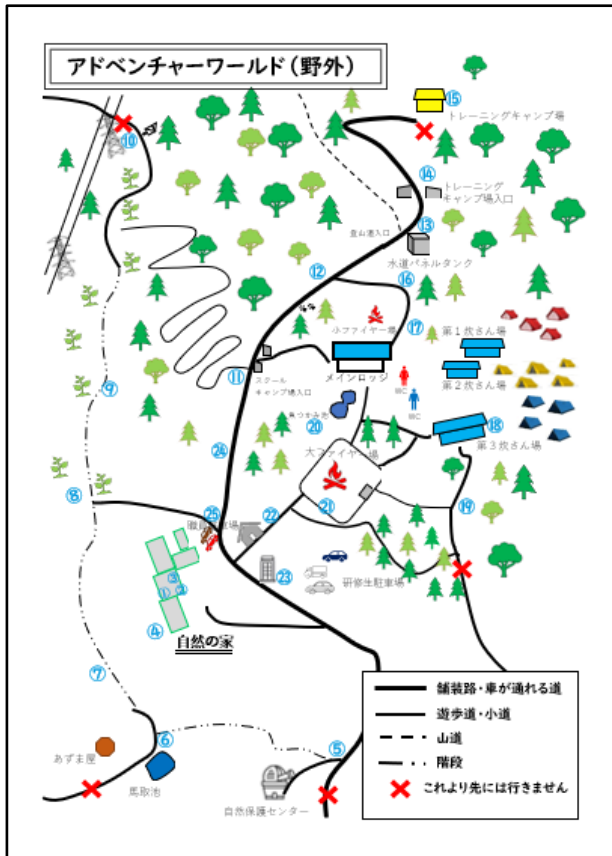 アドベンチャーワールド（野外）
⑮
トレーニングキャンプ場
⑩
⑭
トレーニング
キャンプ場入口
⑬
登山道入口
水道パネルタンク
⑫
⑯
小ファイヤー場
⑰
第１炊さん場
メインロッジ
⑪
スクール
キャンプ場入口
第２炊さん場
⑨
WC
WC
魚つかみ池
⑳
⑱
大ファイヤー場
第３炊さん場
㉔
⑧
㉕
㉒
㉑
⑲
㉓
研修生駐車場
③
①
②
④
自然の家
⑦
⑥
⑤
あずま屋
馬取池
自然保護センター
舗装路・車が通れる道
遊歩道・小道
山道
階段
これより先には行きません